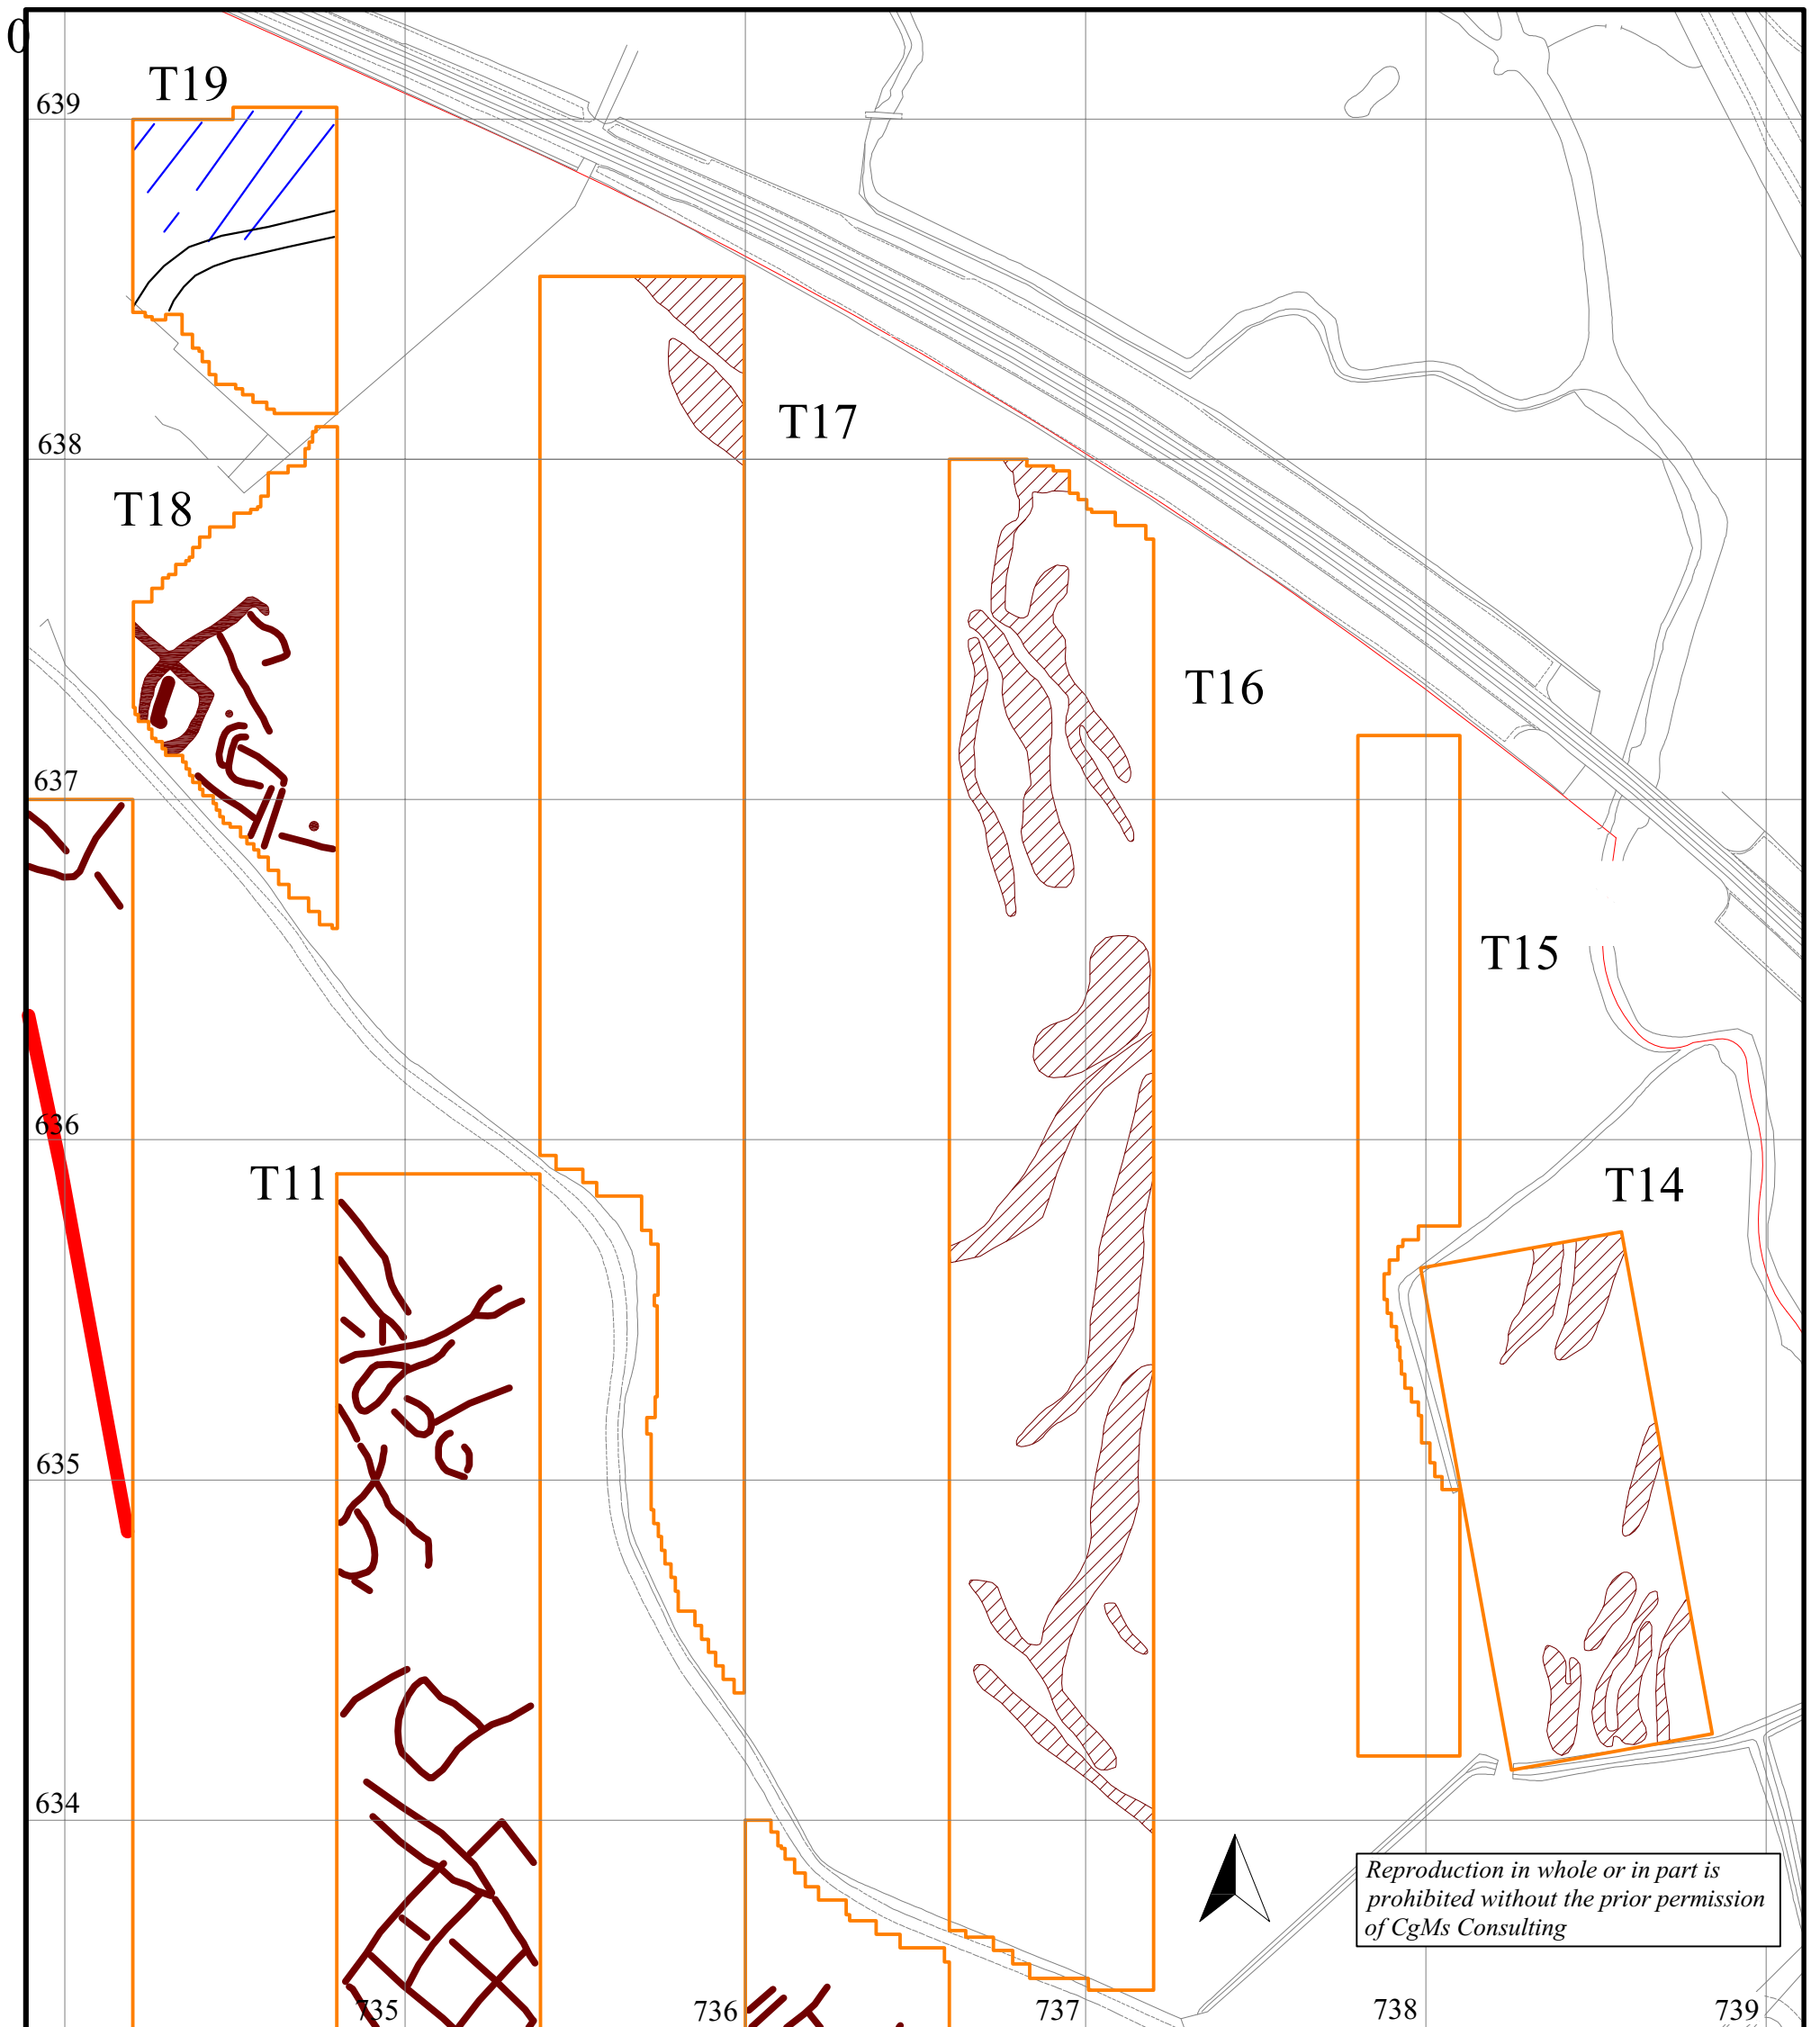 0
T19
639
T17
638
T18
T16
637
T15
636
T11
T14
635
634
Reproduction in whole or in part is
prohibited without the prior permission
of CgMs Consulting
735
736
737
738
739